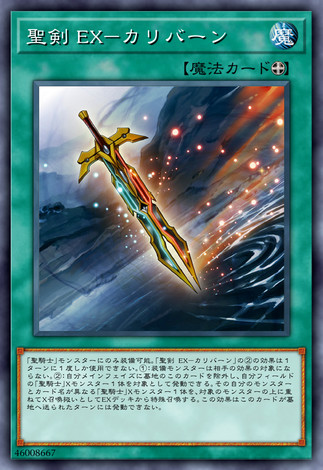 聖剣 EX－カリバーン
魔
【魔法カード】
「聖騎士」モンスターにのみ装備可能。「聖剣 EX－カリバーン」の②の効果は１
ターンに１度しか使用できない。①:装備モンスターは相手の効果の対象にな
らない。②:自分メインフェイズに墓地のこのカードを除外し、自分フィールド
の「聖騎士」Xモンスター１体を対象として発動できる。その自分のモンスター
とカード名が異なる「聖騎士」Xモンスター１体を、対象のモンスターの上に重
ねてX召喚扱いとしてEXデッキから特殊召喚する。この効果はこのカードが墓
地へ送られたターンには発動できない。
46008667